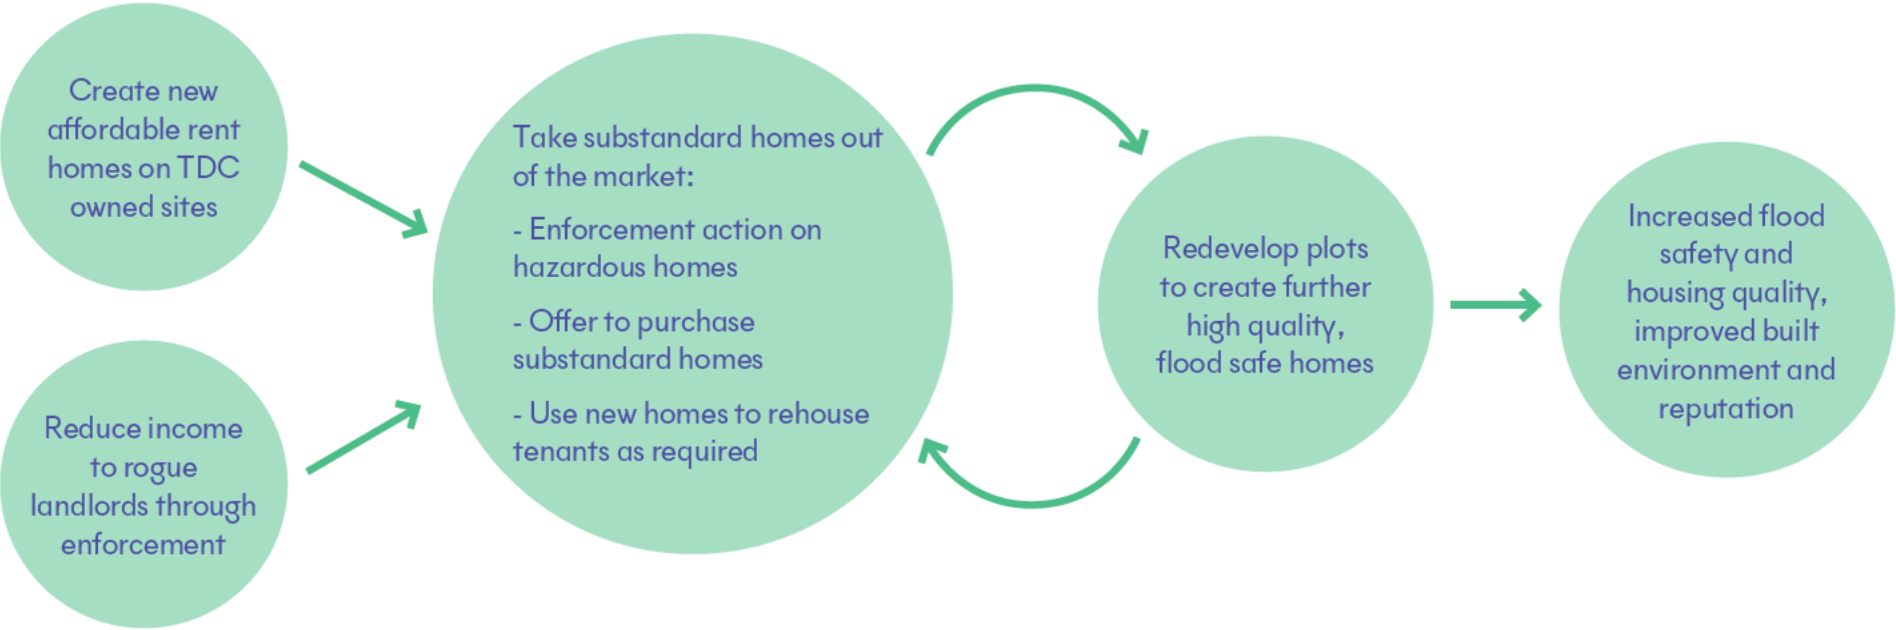 Create new
affordable rent
homes on TDC
owned sites
Reduce income
to rogue
landlords through
enforcement
Take substandard homes out
of the market:
- Enforcement action on
hazardous homes
- Offer to purchase
substandard homes
- Use new homes to rehouse
tenants as required
Redevelop plots
to create further
high quality,
flood safe homes
Increased flood
safety and
housing quality,
improved built
environment and
reputation